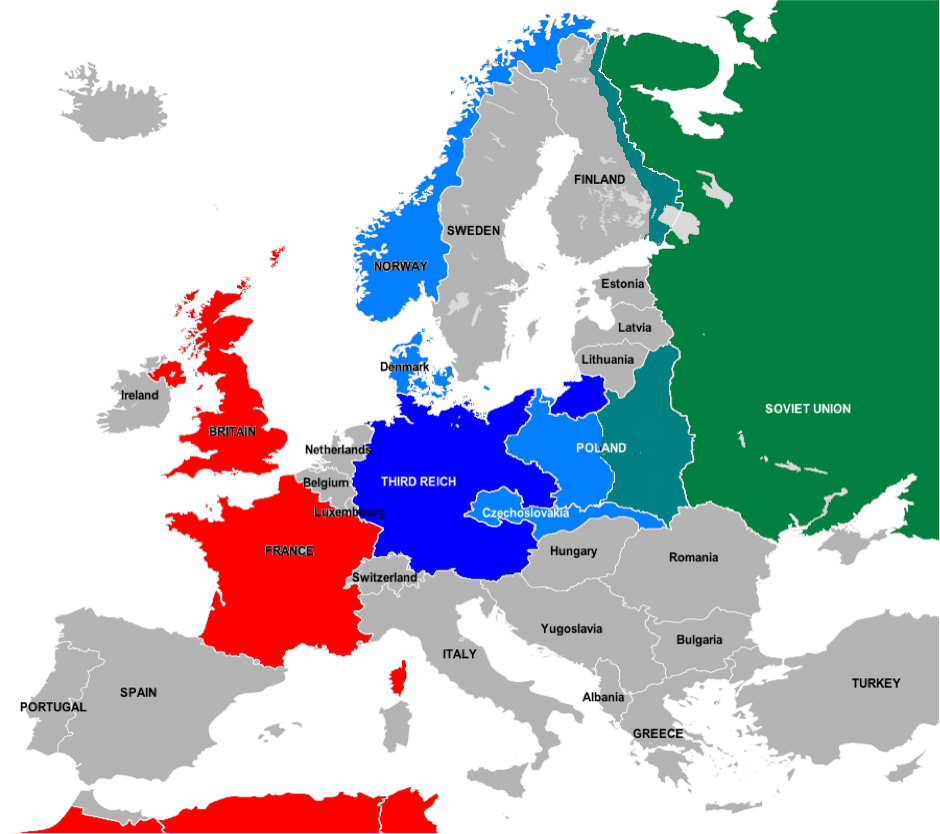 FINLAND
SWEDEN
NORWAY
Estonia
Latvia
Lithuania
Denmark
Ireland
BRITAIN
SOVIET UNION
Netherlands
POLAND
THIRD REICH
Belgium
Luxembourg
Czechoslovakia
FRANCE
Hungary
Romania
Switzerland
Yugoslavia
Bulgaria
ITALY
TURKEY
SPAIN
Albania
PORTUGAL
GREECE